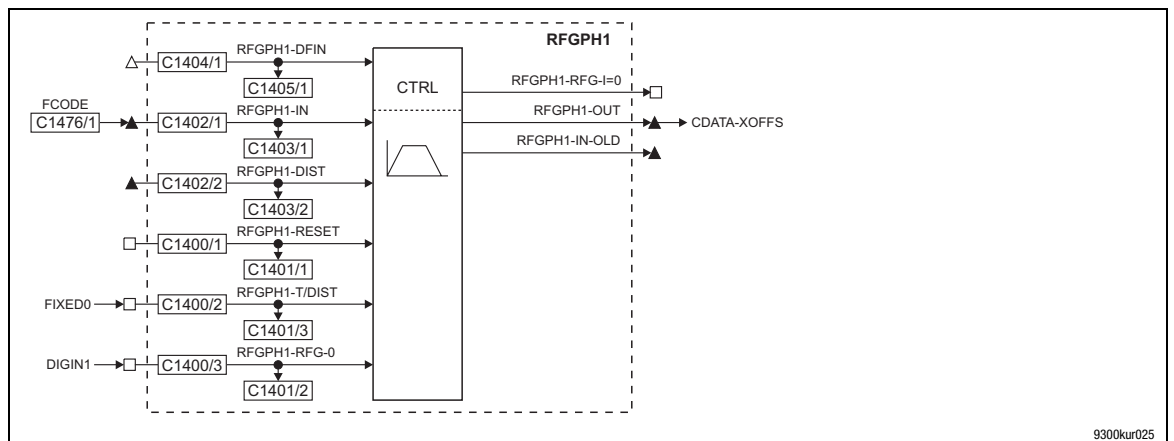 RFGPH1
RFGPH1-DFIN
C1404/1
C1405/1
FCODE
C1476/1
RFGPH1-IN
C1402/1
C1403/1
RFGPH1-DIST
C1402/2
C1403/2
RFGPH1-RESET
C1400/1
C1401/1
FIXED0
RFGPH1-T/DIST
C1400/2
C1401/3
DIGIN1
RFGPH1-RFG-0
C1400/3
C1401/2
CTRL
RFGPH1-RFG-I=0
RFGPH1-OUT
CDATA-XOFFS
RFGPH1-IN-OLD
9300kur025